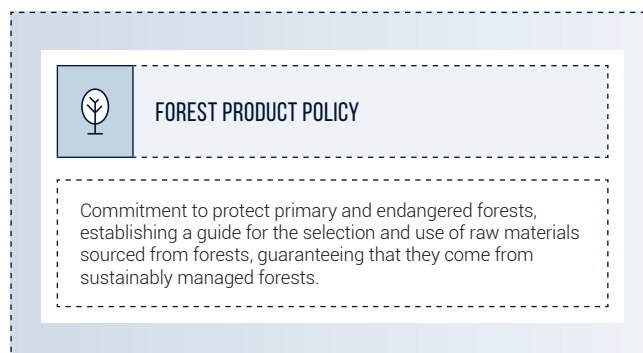 FOREST PRODUCT POLICY
Commitment to protect primary and endangered forests,
establishing a guide for the selection and use of raw materials
sourced from forests, guaranteeing that they come from
sustainably managed forests.